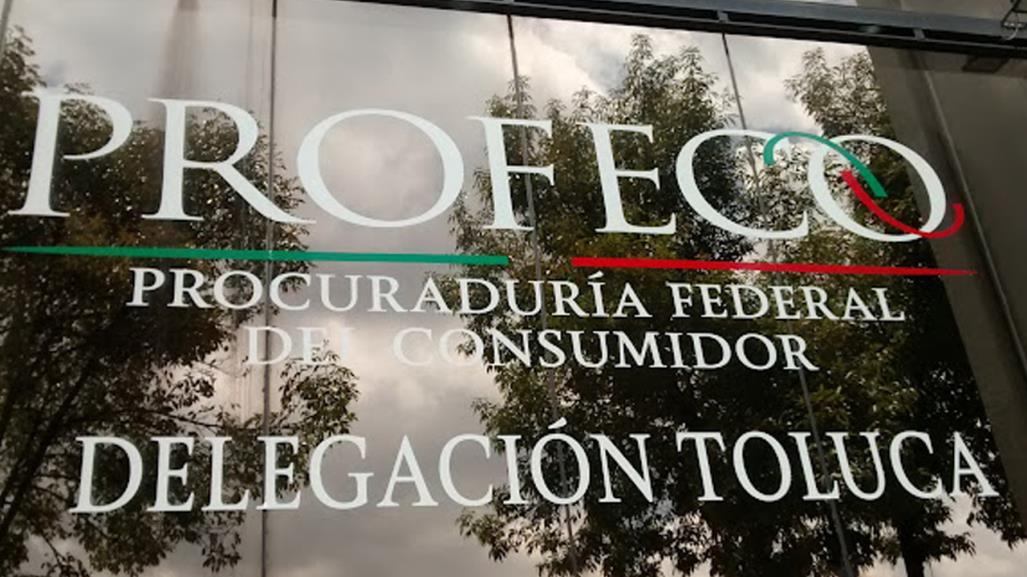 PROFECO
PROCURADURÍA FEDERAL
DEL CONSUMIDOR
DELEGACIÓN TOLUCA